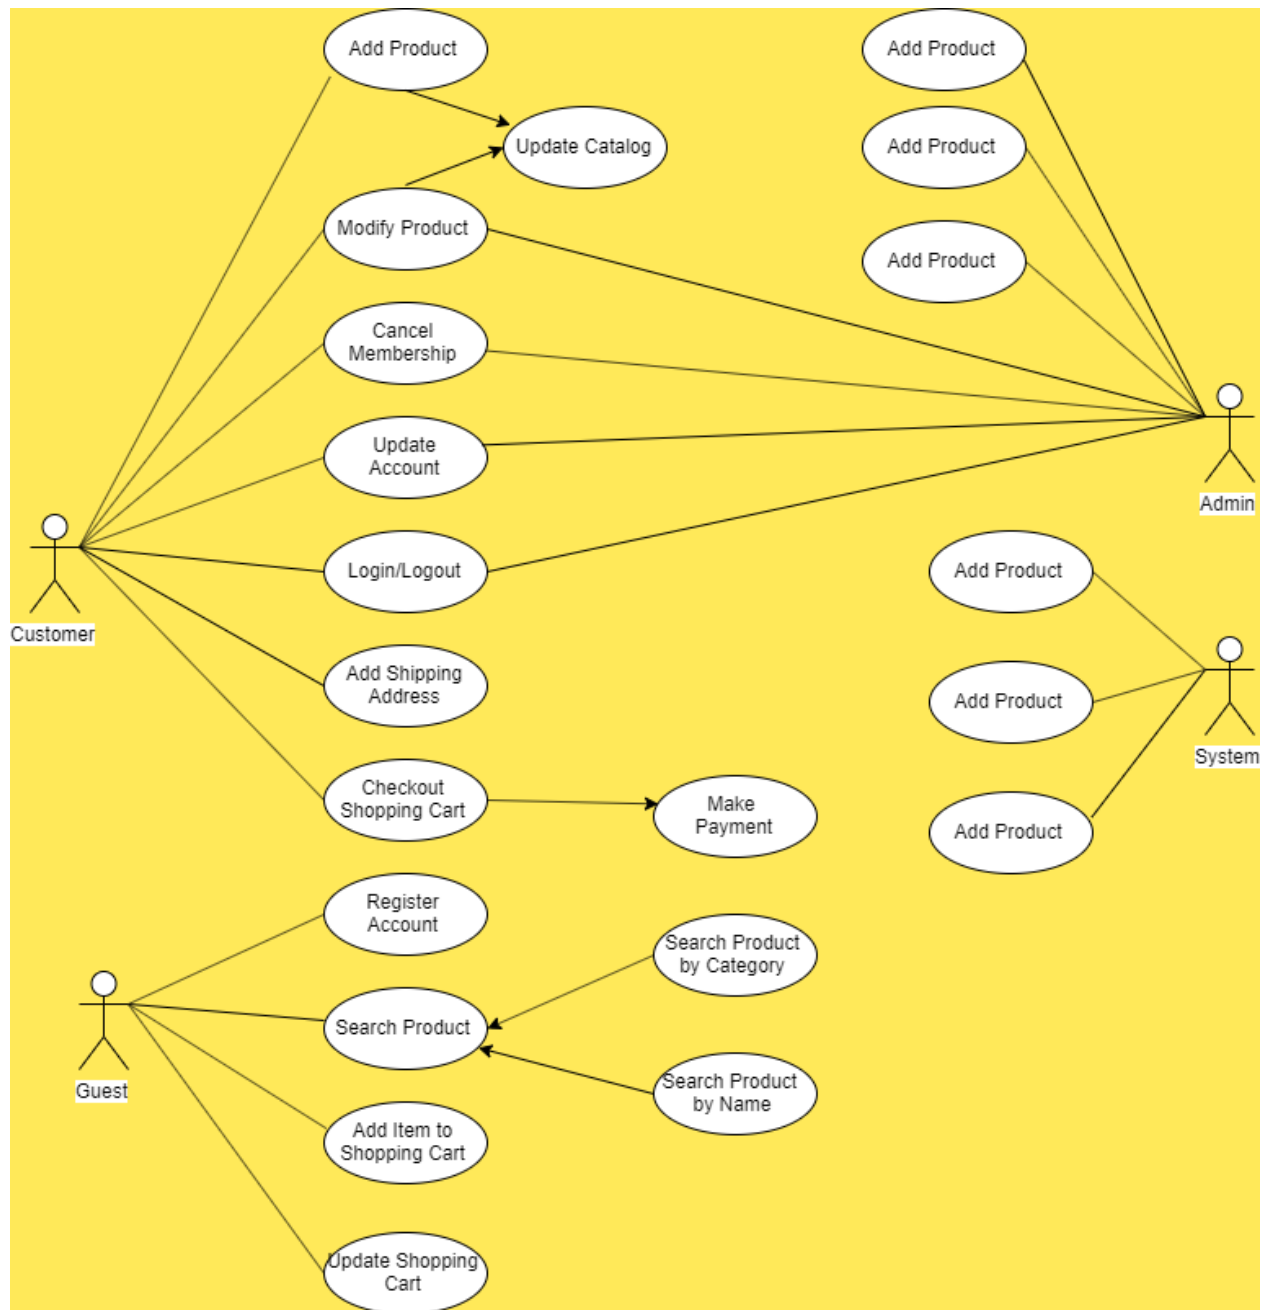 Add Product
Add Product
Update Catalog
Add Product
Modify Product
Add Product
Cancel
Membership
Update
Account
Admin
Login/Logout
Add Product
Customer
Add Shipping
Address
Add Product
System
Checkout
Shopping Cart
Make
Payment
Add Product
Register
Account
Search Product
by Category
Search Product
Guest
Search Product
by Name
Add Item to
Shopping Cart
Update Shopping
Cart